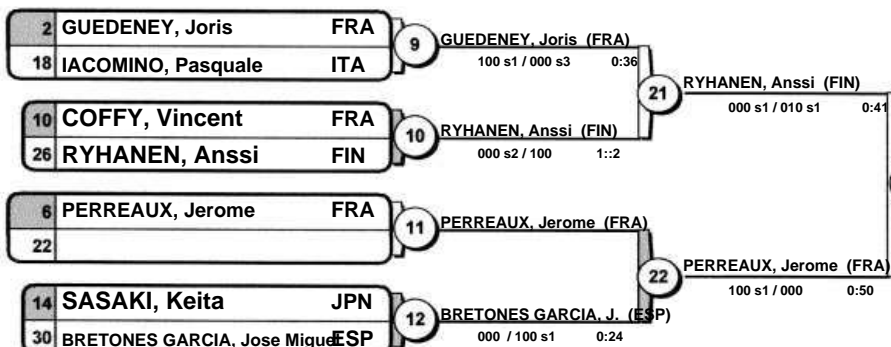 2 GUEDENEY, Joris FRA
18 IACOMINO, Pasquale ITA
9
GUEDENEY, Joris (FRA)
100 s1 / 000 s3 0:36
10 COFFY, Vincent FRA
26 RYHANEN, Anssi FIN
10
RYHANEN, Anssi (FIN)
000 s2 / 100 1::2
21
RYHANEN, Anssi (FIN)
000 s1 / 010 s1 0:41
6 PERREAUX, Jerome FRA
22
11
PERREAUX, Jerome (FRA)
14 SASAKI, Keita JPN
30 BRETONES GARCIA, Jose Miguel ESP
12
BRETONES GARCIA, J. (ESP)
000 / 100 s1 0:24
22
PERREAUX, Jerome (FRA)
100 s1 / 000 0:50